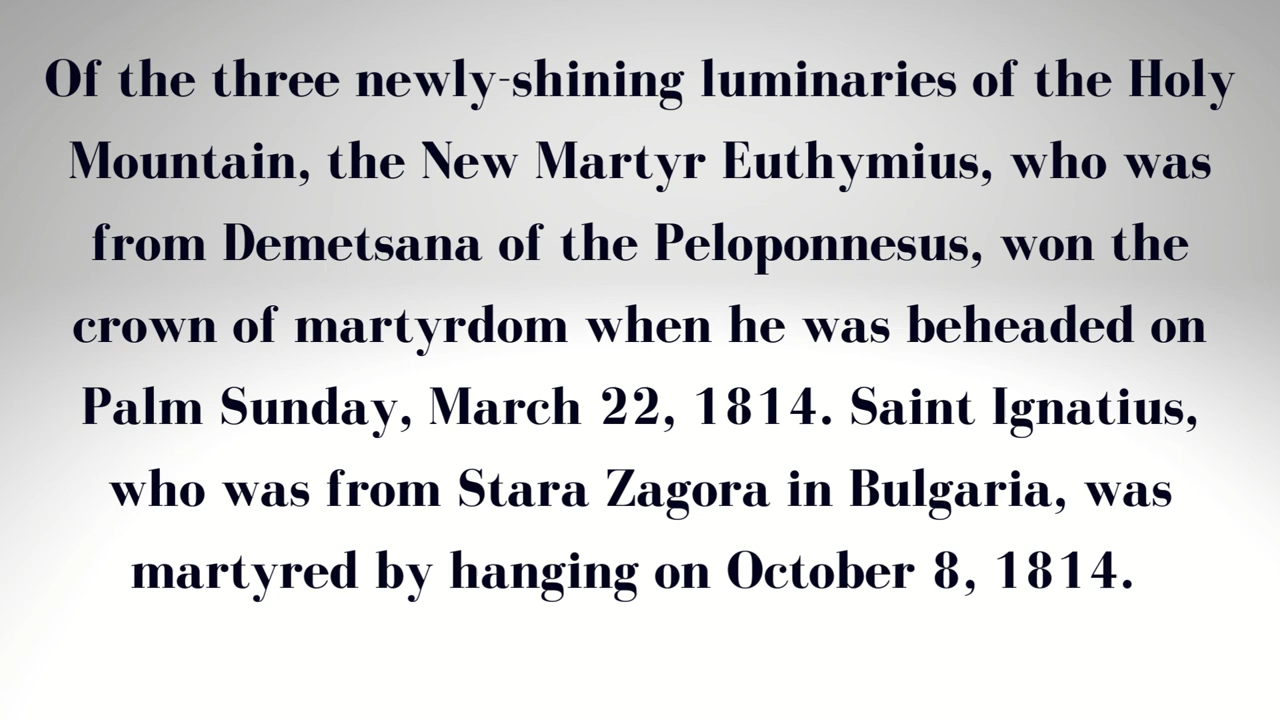 Of the three newly-shining luminaries of the Holy
Mountain, the New Martyr Euthymius, who was
from Demetsana of the Peloponnesus, won the
crown of martyrdom when he was beheaded on
Palm Sunday, March 22, 1814. Saint Ignatius,
who was from Stara Zagora in Bulgaria, was
martyred by hanging on October 8, 1814.